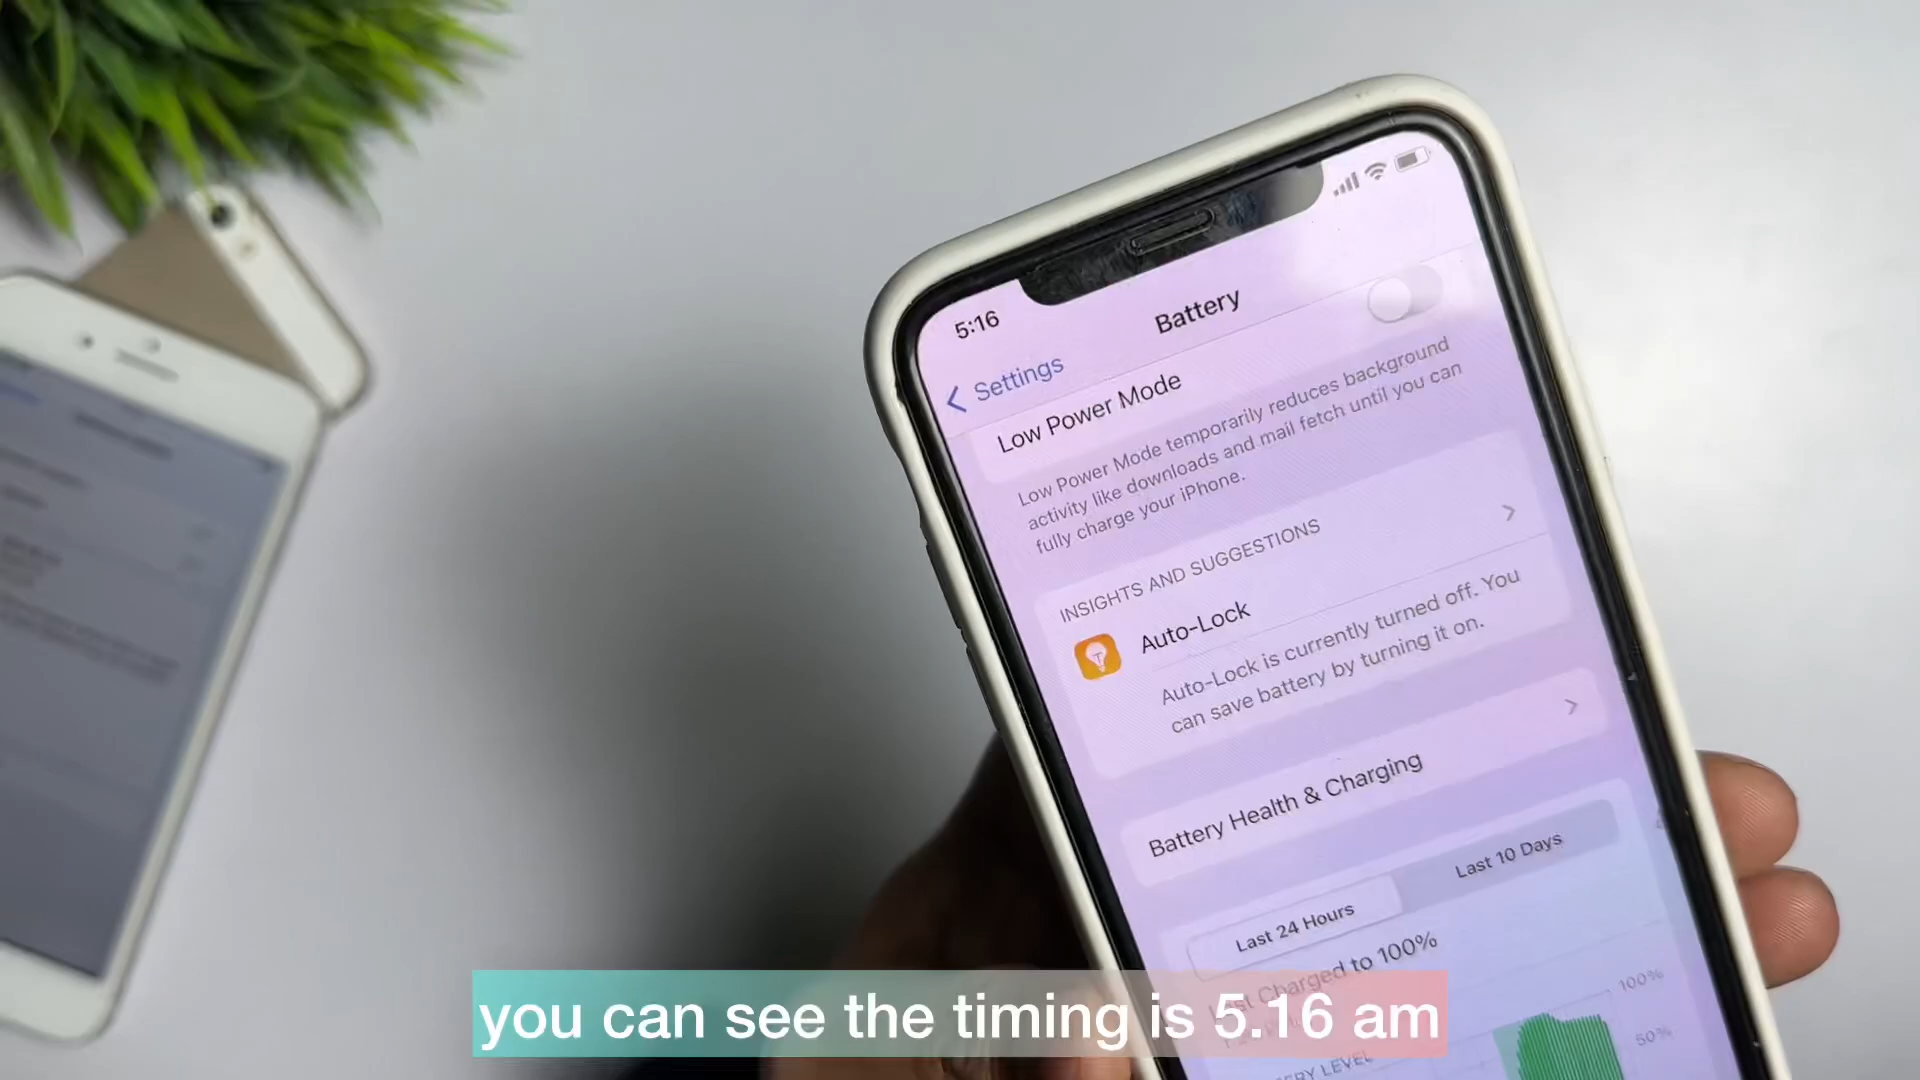 5:16
Battery
Settings
Low Power Mode
Low Power Mode temporarily reduces background
activity like downloads and mail fetch until you can
fully charge your iPhone.
INSIGHTS AND SUGGESTIONS
Auto-Lock
Auto-Lock is currently turned off. You
can save battery by turning it on.
Battery Health & Charging
Last 24 Hours
Last 10 Days
Last Charged to 100%
100%
50%
you can see the timing is 5.16 am